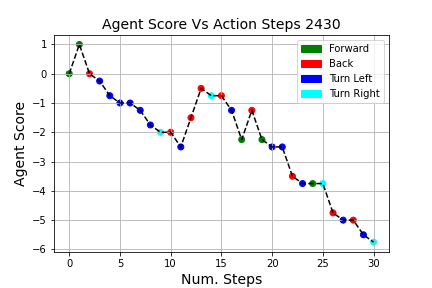 Agent Score Vs Action Steps 2430
Forward
Back
Turn Left
Turn Right
Agent Score
1
0
−1
−2
−3
−4
−5
−6
0 5 10 15 20 25 30
Num. Steps